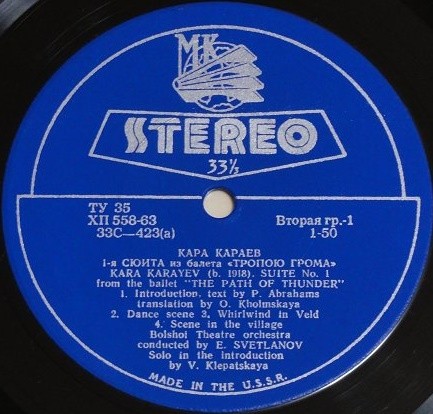 МК
STEREO
33⅓
ТУ 35
ХП 558-63
33С—423(а)
Вторая гр.-1
1-50
КАРА КАРАЕВ
1-я СЮИТА из балета «ТРОПОЮ ГРОМА»
KARA KARAYEV (b. 1918). SUITE No. 1
from the ballet "THE PATH OF THUNDER"
1. Introduction. text by P. Abrahams
translation by O. Kholmskaya
2. Dance scene 3. Whirlwind in Veld
4. Scene in the village
Bolshoi Theatre orchestra
conducted by E. SVETLANOV
Solo in the introduction
by V. Klepatskaya
MADE IN THE U.S.S.R.